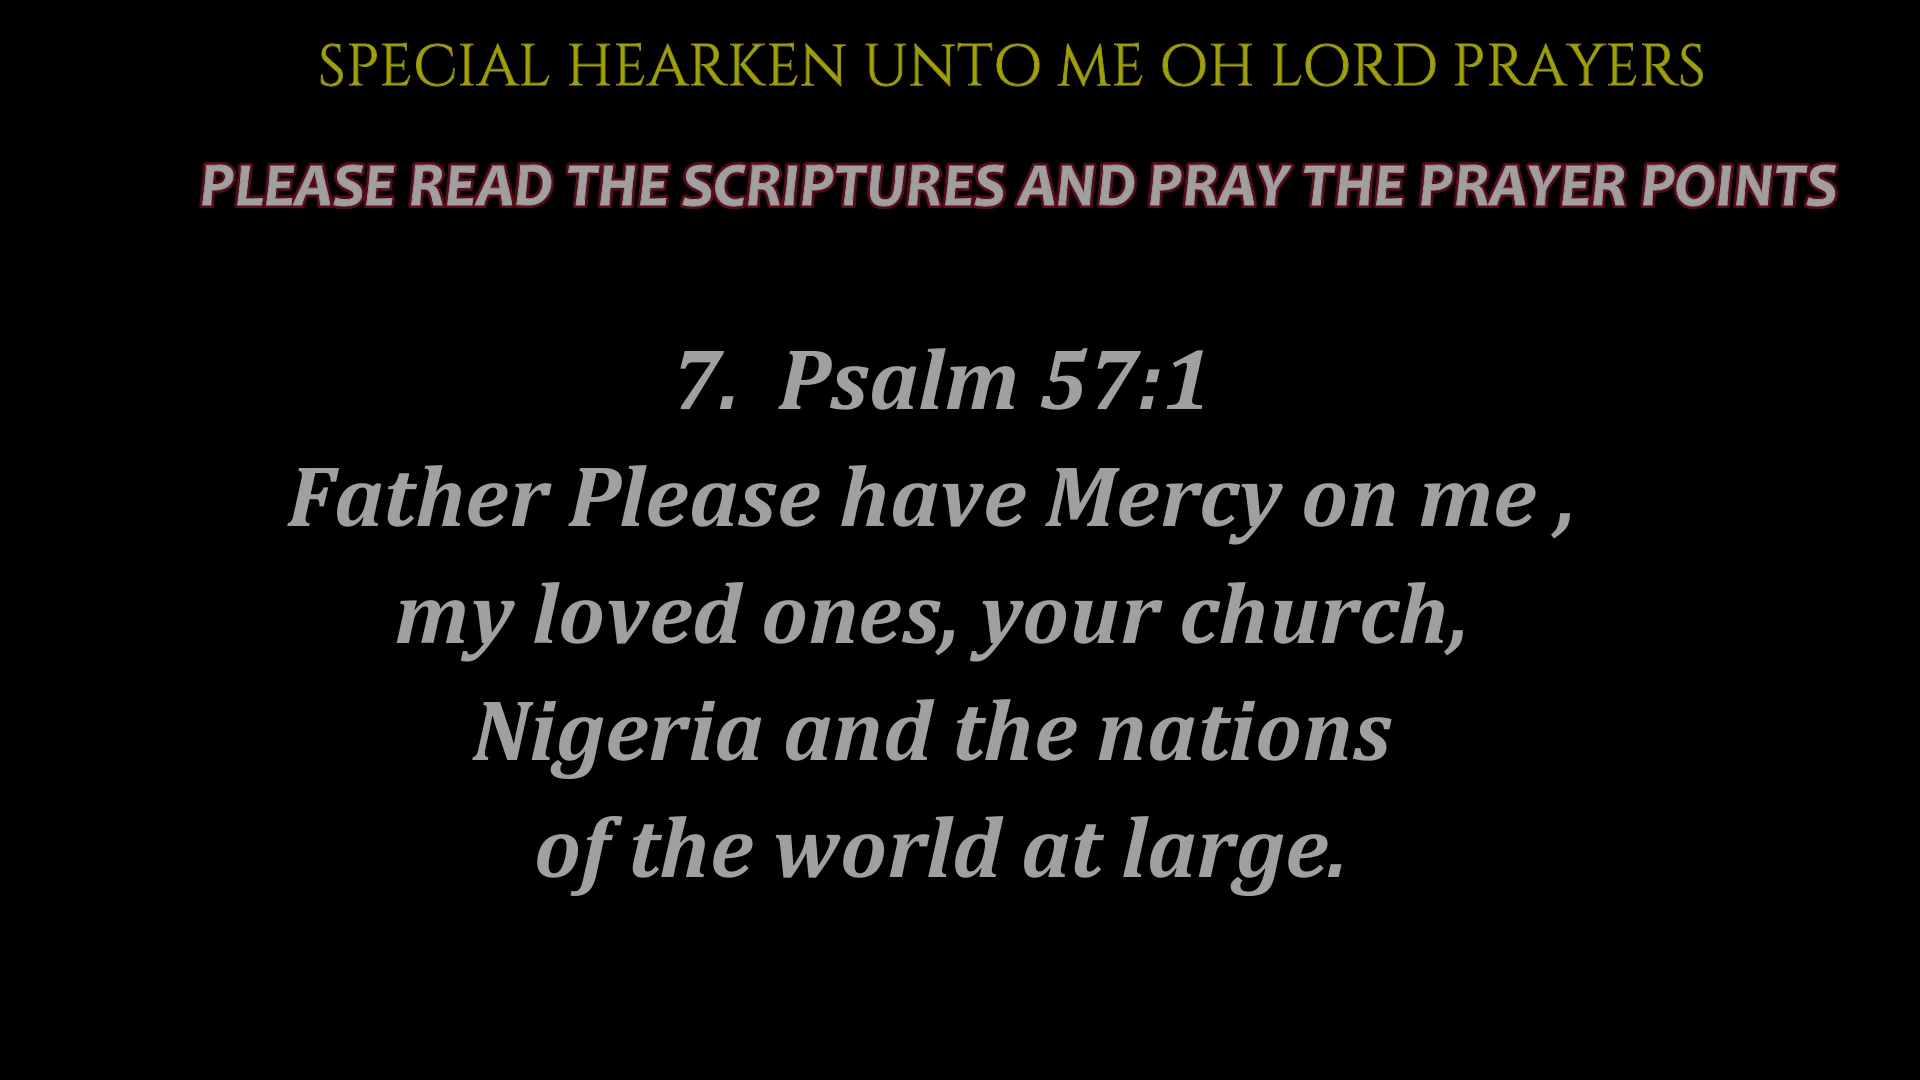 SPECIAL HEARKEN UNTO ME OH LORD PRAYERS
PLEASE READ THE SCRIPTURES AND PRAY THE PRAYER POINTS
7. Psalm 57:1
Father Please have Mercy on me ,
my loved ones, your church,
Nigeria and the nations
of the world at large.